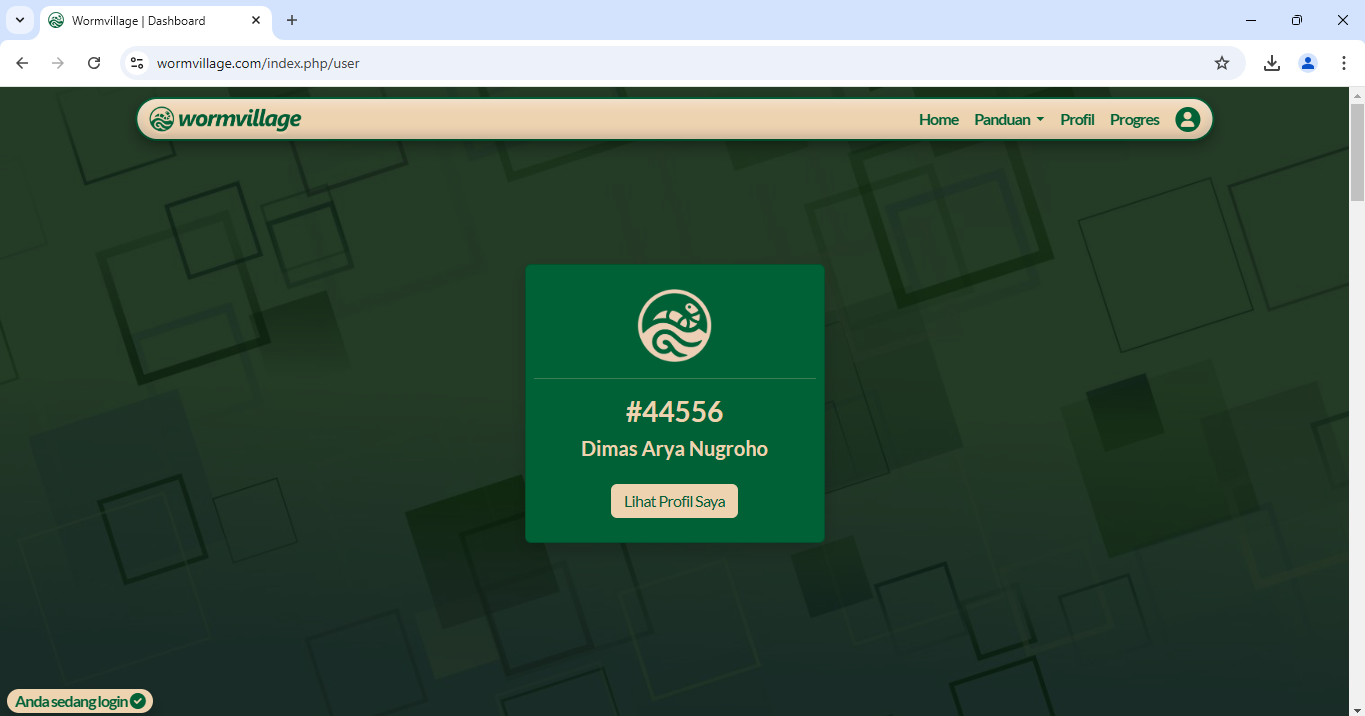 Wormvillage | Dashboard
wormvillage.com/index.php/user
wormvillage
Home Panduan Profil Progres
#44556
Dimas Arya Nugroho
Lihat Profil Saya
Anda sedang login